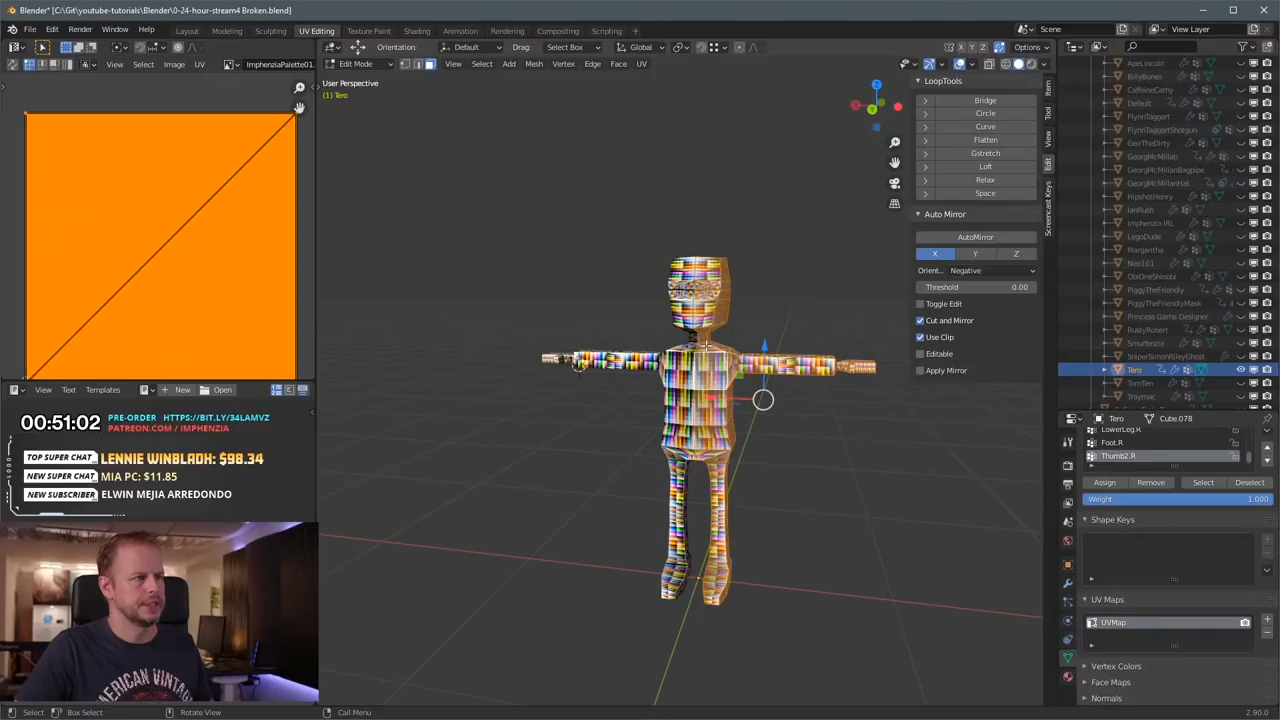 Blender* [C:\Git\youtube-tutorials\Blender\0-24-hour-stream4 Broken.blend]
File Edit Render Window Help Layout Modeling Sculpting UV Editing Texture Paint Shading Animation Rendering Compositing Scripting + Scene View Layer
Orientation: Default Drag: Select Box Global X Y Z Options
View Select Image UV ImphenziaPalette01. Edit Mode View Select Add Mesh Vertex Edge Face UV
User Perspective
(1) Tero
LoopTools
Bridge
Circle
Curve
Flatten
Gstretch
Loft
Relax
Space
Auto Mirror
AutoMirror
X Y Z
Orient.. Negative
Threshold 0.00
Toggle Edit
Cut and Mirror
Use Clip
Editable
Apply Mirror
Item
Tool
View
Edit
Screencast Keys
ApeLincoln
BillyBones
CaffeineCathy
Default
FlynnTaggart
FlynnTaggartShotgun
GeirTheDirty
GeorgMcMillan
GeorgMcMillanBagpipe
GeorgMcMillanHat
HipshotHenry
IanRush
Imphenzia IRL
LegoDude
Margaritha
Neo101
ObiOneShinobi
PiggyTheFriendly
PiggyTheFriendlyMask
Princess Game Designer
RustyRobert
Smurfenzia
SniperSimonRileyGhost
Tero
TomTen
Traymac
Tero Cube.078
LowerLeg.R
Foot.R
Thumb2.R
Assign Remove Select Deselect
Weight 1.000
Shape Keys
UV Maps
UVMap
Vertex Colors
Face Maps
Normals
View Text Templates New Open
00:51:02
PRE-ORDER HTTPS://BIT.LY/34LAMVZ
PATREON.COM / IMPHENZIA
TOP SUPER CHAT LENNIE WINBLADH: $98.34
NEW SUPER CHAT MIA PC: $11.85
NEW SUBSCRIBER ELWIN MEJIA ARREDONDO
AMERICAN VINTAG
Select Box Select Rotate View Call Menu 2.90.0